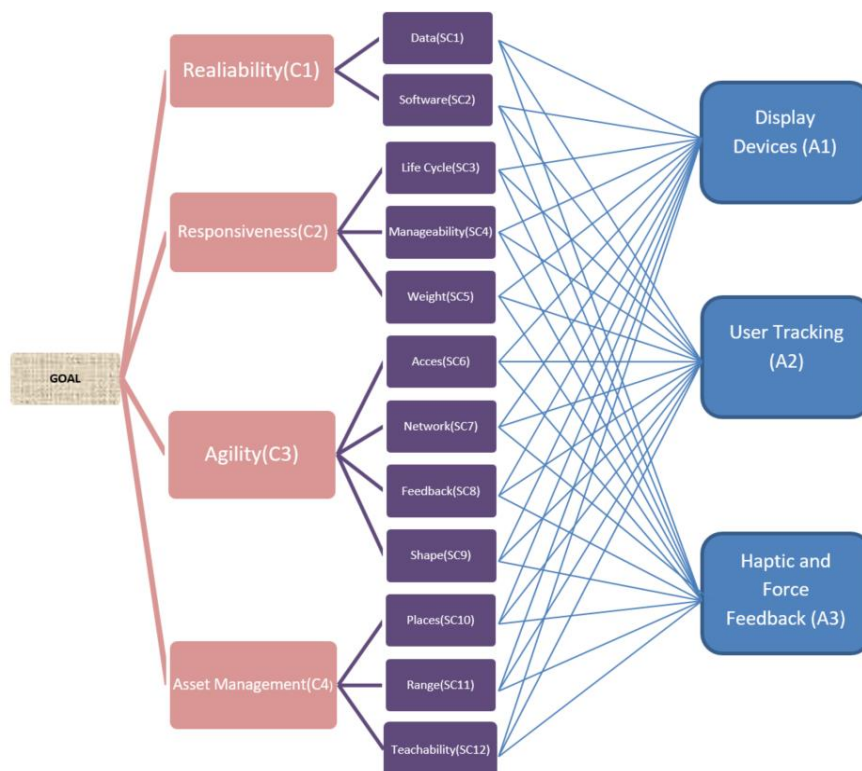 GOAL
Realiability(C1)
Responsiveness(C2)
Agility(C3)
Asset Management(C4)
Data(SC1)
Software(SC2)
Life Cycle(SC3)
Manageability(SC4)
Weight(SC5)
Acces(SC6)
Network(SC7)
Feedback(SC8)
Shape(SC9)
Places(SC10)
Range(SC11)
Teachability(SC12)
Display
Devices (A1)
User Tracking
(A2)
Haptic and
Force
Feedback (A3)